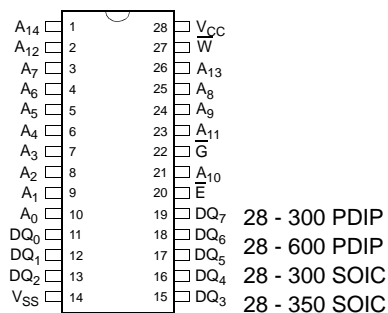 A14 1 28 VCC
A12 2 27 W̅
A7 3 26 A13
A6 4 25 A8
A5 5 24 A9
A4 6 23 A11
A3 7 22 G̅
A2 8 21 A10
A1 9 20 E̅
A0 10 19 DQ7 28 - 300 PDIP
DQ0 11 18 DQ6
28 - 600 PDIP
DQ1 12 17 DQ5
DQ2 13 16 DQ4 28 - 300 SOIC
VSS 14 15 DQ3 28 - 350 SOIC